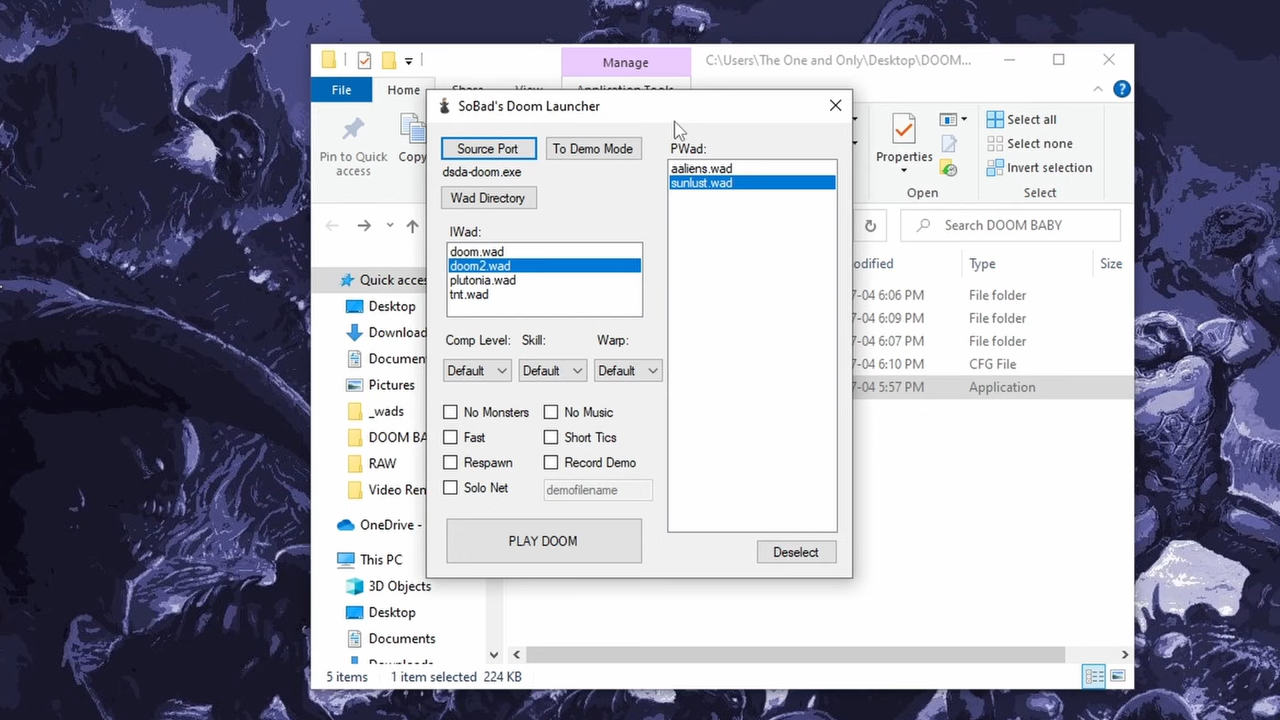 Manage
C:\Users\The One and Only\Desktop\DOOM...
File
Home
Share
View
Application Tools
Pin to Quick access
Copy
Properties
Open
Select all
Select none
Invert selection
Select
Search DOOM BABY
SoBad's Doom Launcher
Source Port
To Demo Mode
dsda-doom.exe
Wad Directory
IWad:
doom.wad
doom2.wad
plutonia.wad
tnt.wad
Comp Level:
Skill:
Warp:
Default
Default
Default
No Monsters
No Music
Fast
Short Tics
Respawn
Record Demo
Solo Net
demofilename
PLAY DOOM
PWad:
aaliens.wad
sunlust.wad
Deselect
Quick acces
Desktop
Download
Documen
Pictures
_wads
DOOM BA
RAW
Video Ren
OneDrive -
This PC
3D Objects
Desktop
Documents
odified
Type
Size
7-04 6:06 PM
File folder
7-04 6:09 PM
File folder
7-04 6:07 PM
File folder
7-04 6:10 PM
CFG File
7-04 5:57 PM
Application
5 items
1 item selected 224 KB